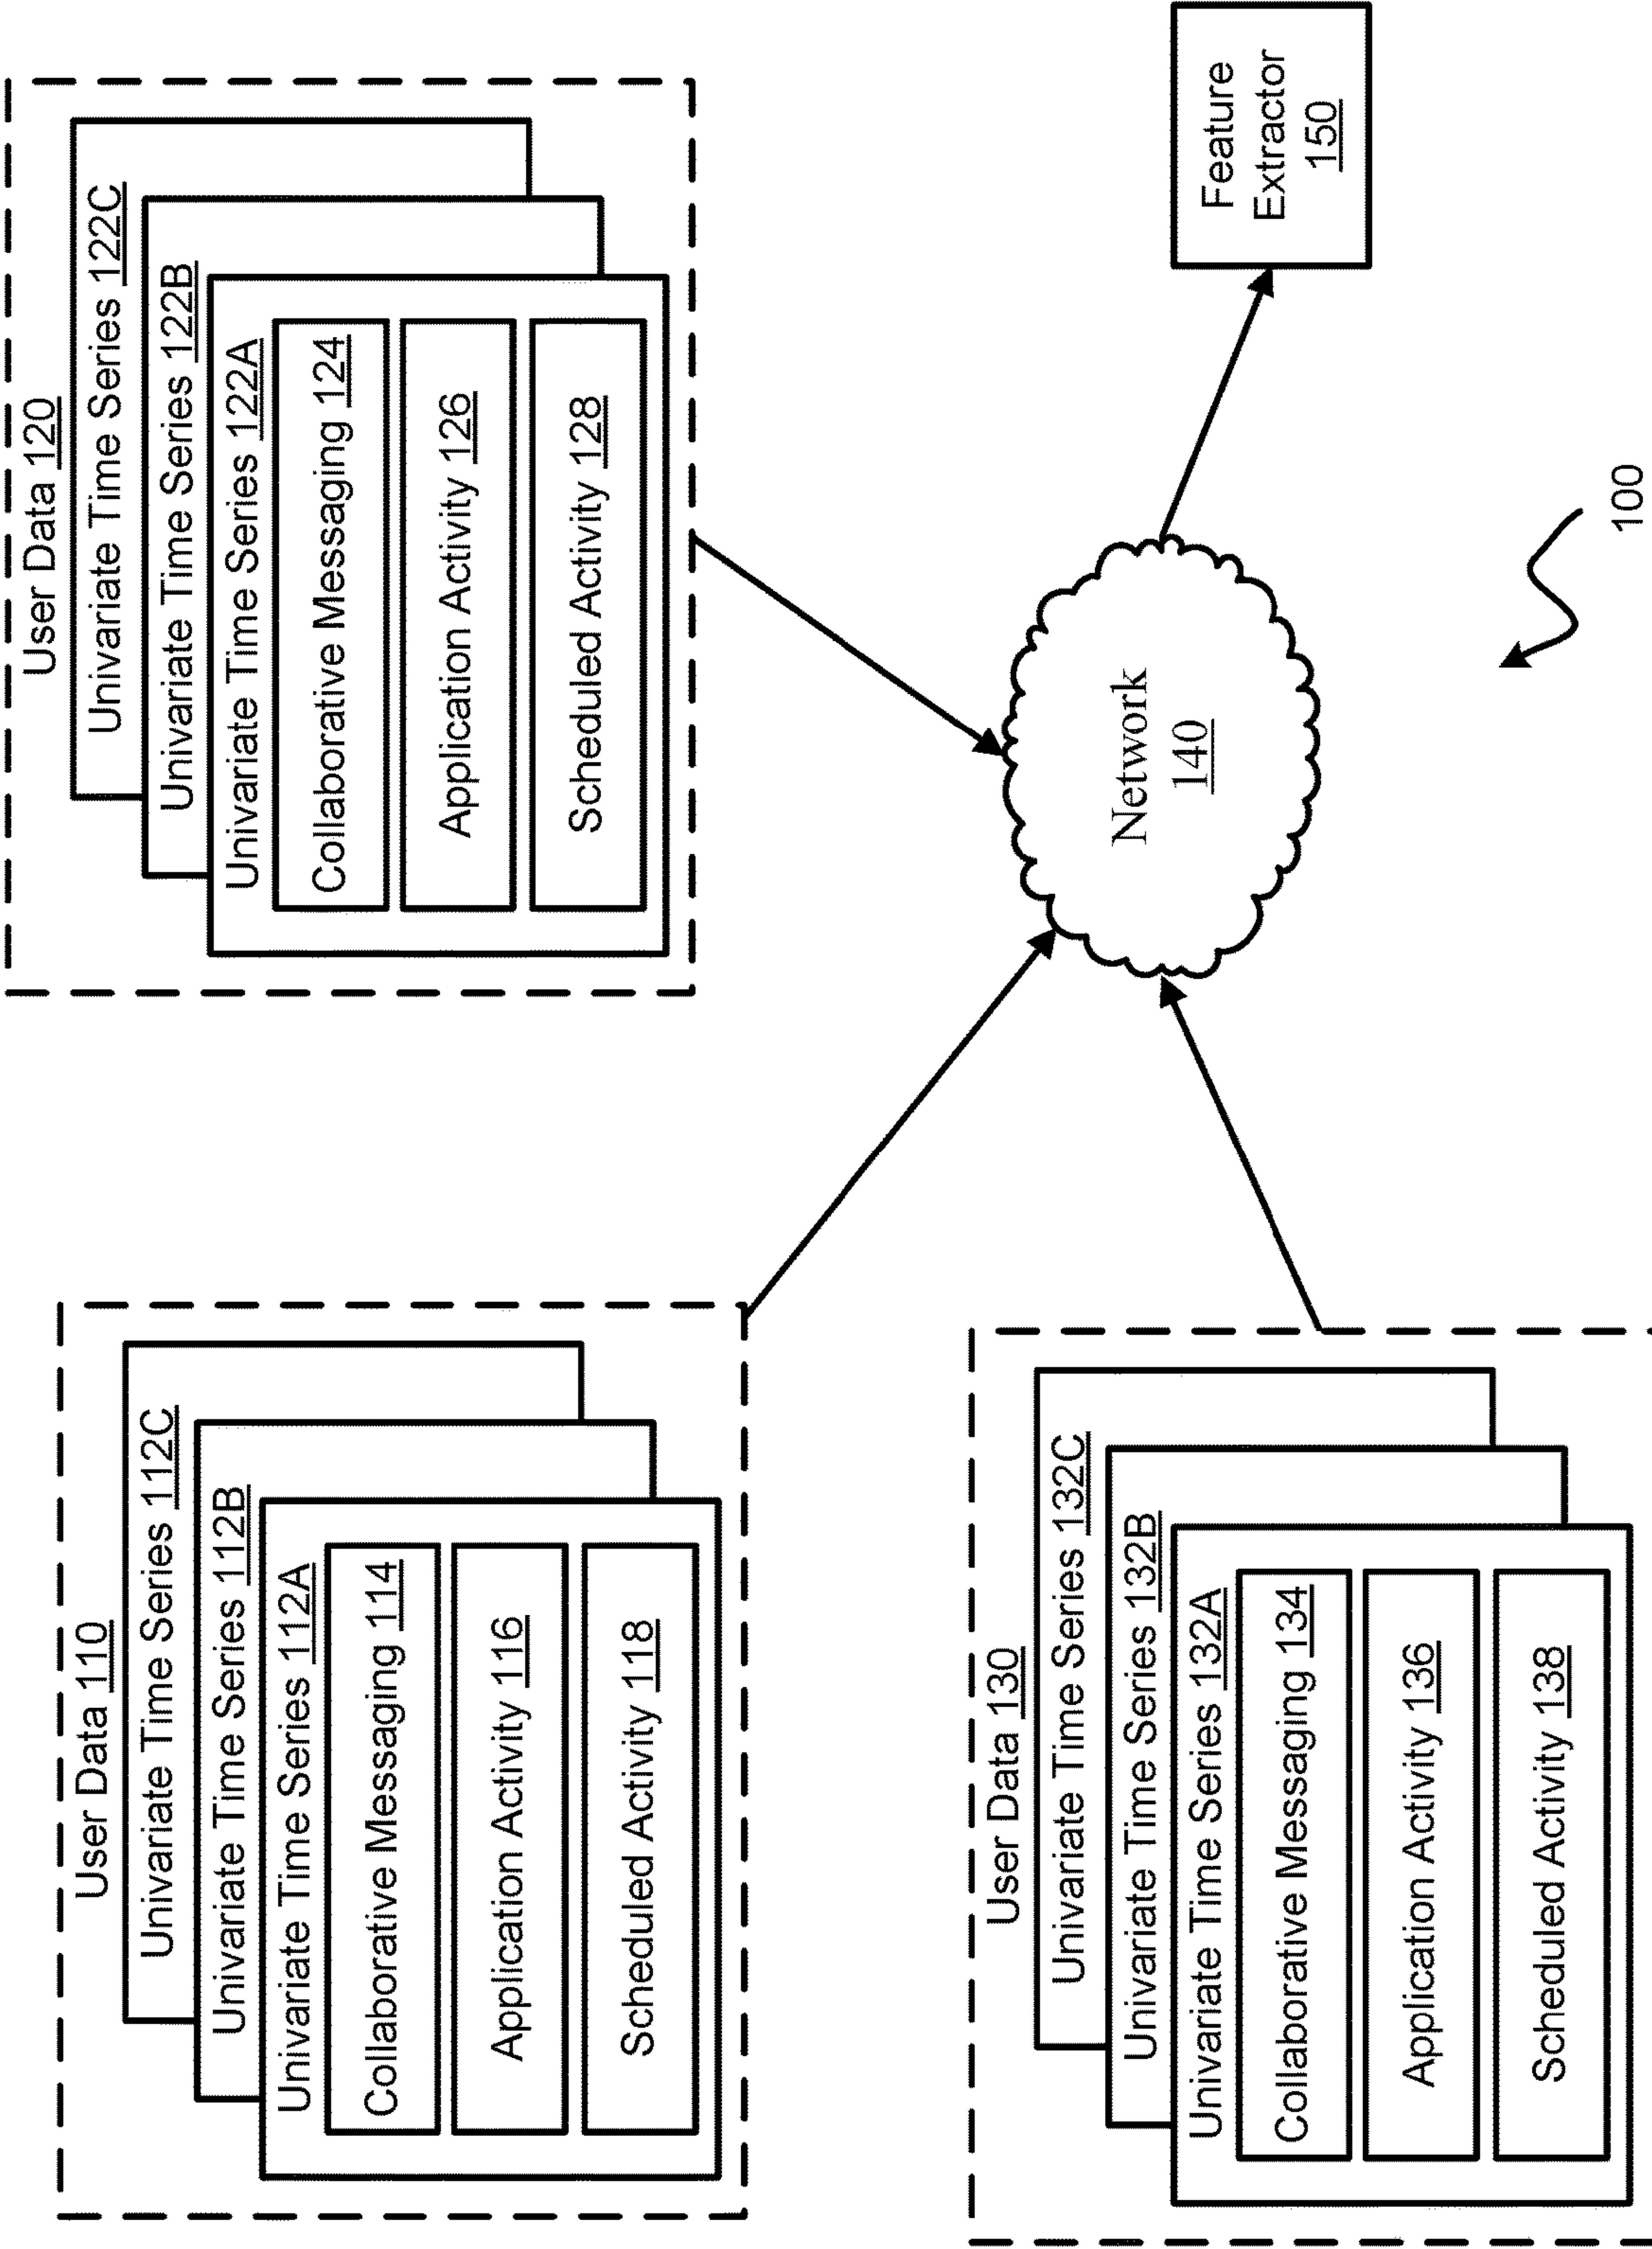 User Data 110
Univariate Time Series 112C
Univariate Time Series 112B
Univariate Time Series 112A
Collaborative Messaging 114
Application Activity 116
Scheduled Activity 118
User Data 120
Univariate Time Series 122C
Univariate Time Series 122B
Univariate Time Series 122A
Collaborative Messaging 124
Application Activity 126
Scheduled Activity 128
User Data 130
Univariate Time Series 132C
Univariate Time Series 132B
Univariate Time Series 132A
Collaborative Messaging 134
Application Activity 136
Scheduled Activity 138
Network
140
Feature
Extractor
150
100